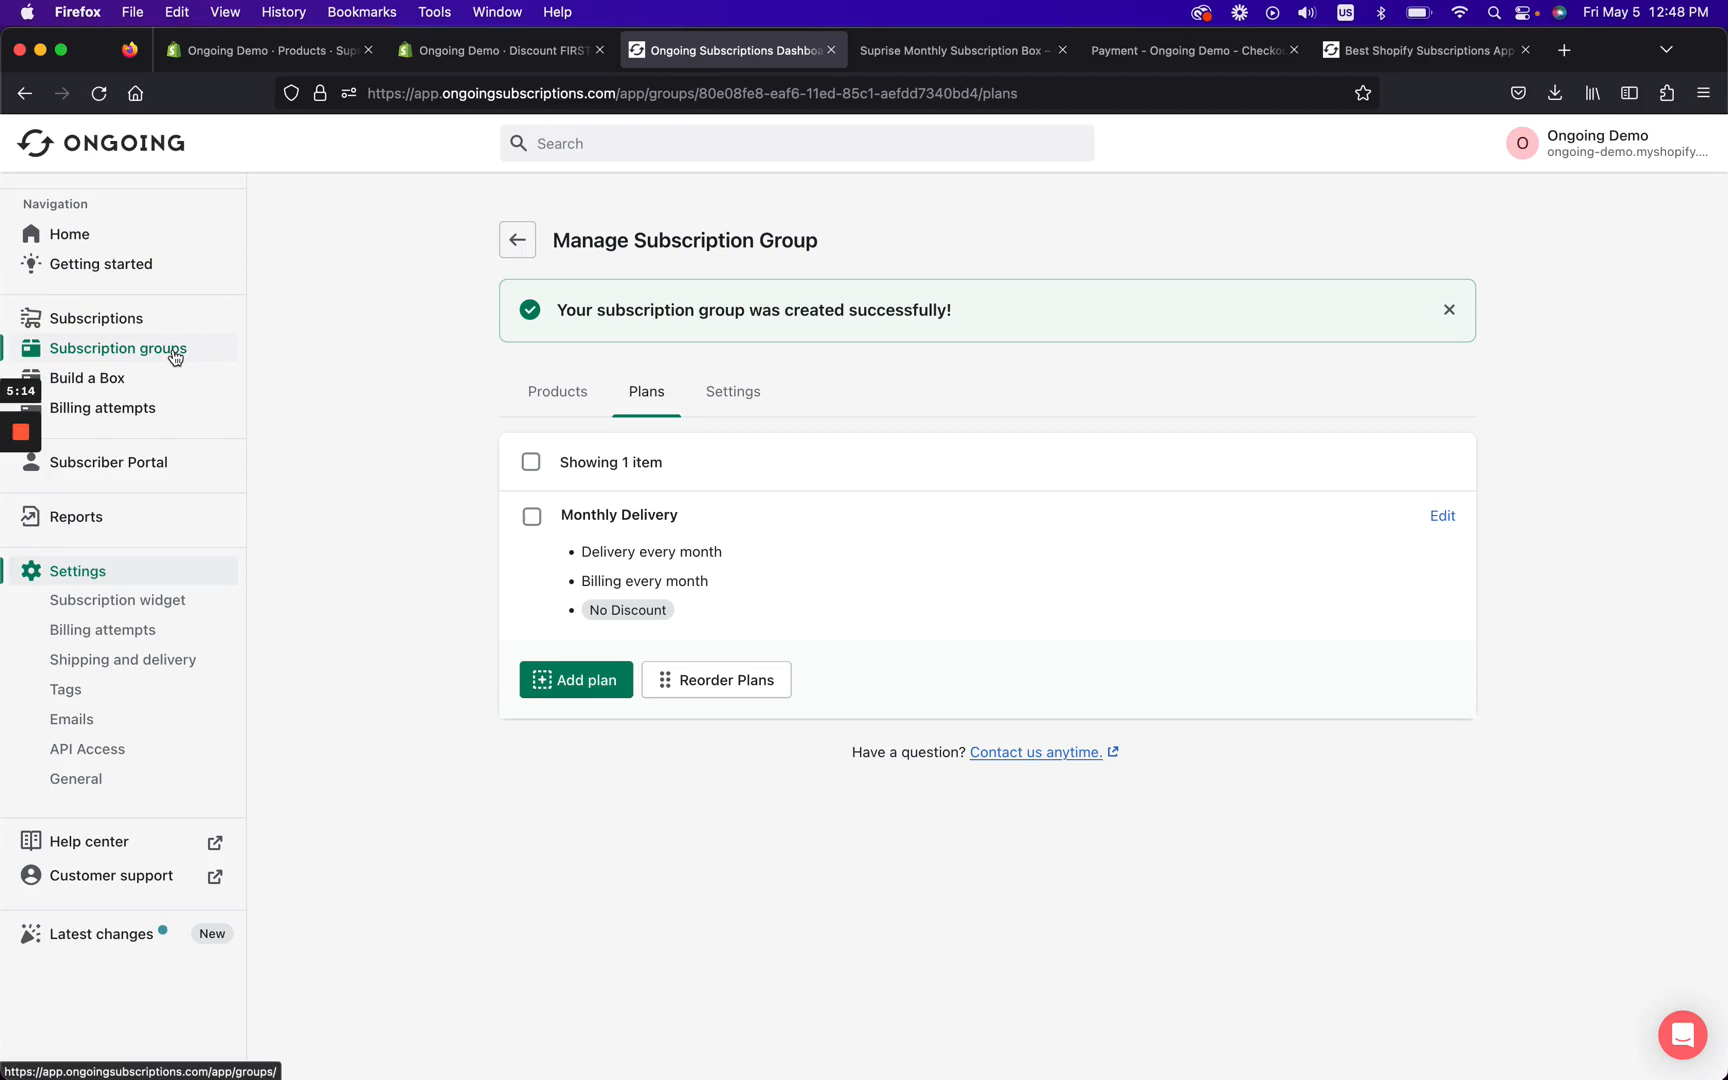 Firefox File Edit View History Bookmarks Tools Window Help US Fri May 5 12:48 PM
Ongoing Demo · Products · Sup Ongoing Demo · Discount FIRST Ongoing Subscriptions Dashboa Suprise Monthly Subscription Box – Payment - Ongoing Demo - Checkou Best Shopify Subscriptions App
https://app.ongoingsubscriptions.com/app/groups/80e08fe8-eaf6-11ed-85c1-aefdd7340bd4/plans
ONGOING
Search
O
Ongoing Demo
ongoing-demo.myshopify....
Navigation
Home
Getting started
Subscriptions
Subscription groups
Build a Box
5:14
Billing attempts
Subscriber Portal
Reports
Settings
Subscription widget
Billing attempts
Shipping and delivery
Tags
Emails
API Access
General
Help center
Customer support
Latest changes New
Manage Subscription Group
Your subscription group was created successfully!
Products Plans Settings
Showing 1 item
Monthly Delivery Edit
• Delivery every month
• Billing every month
• No Discount
Add plan Reorder Plans
Have a question? Contact us anytime.
https://app.ongoingsubscriptions.com/app/groups/